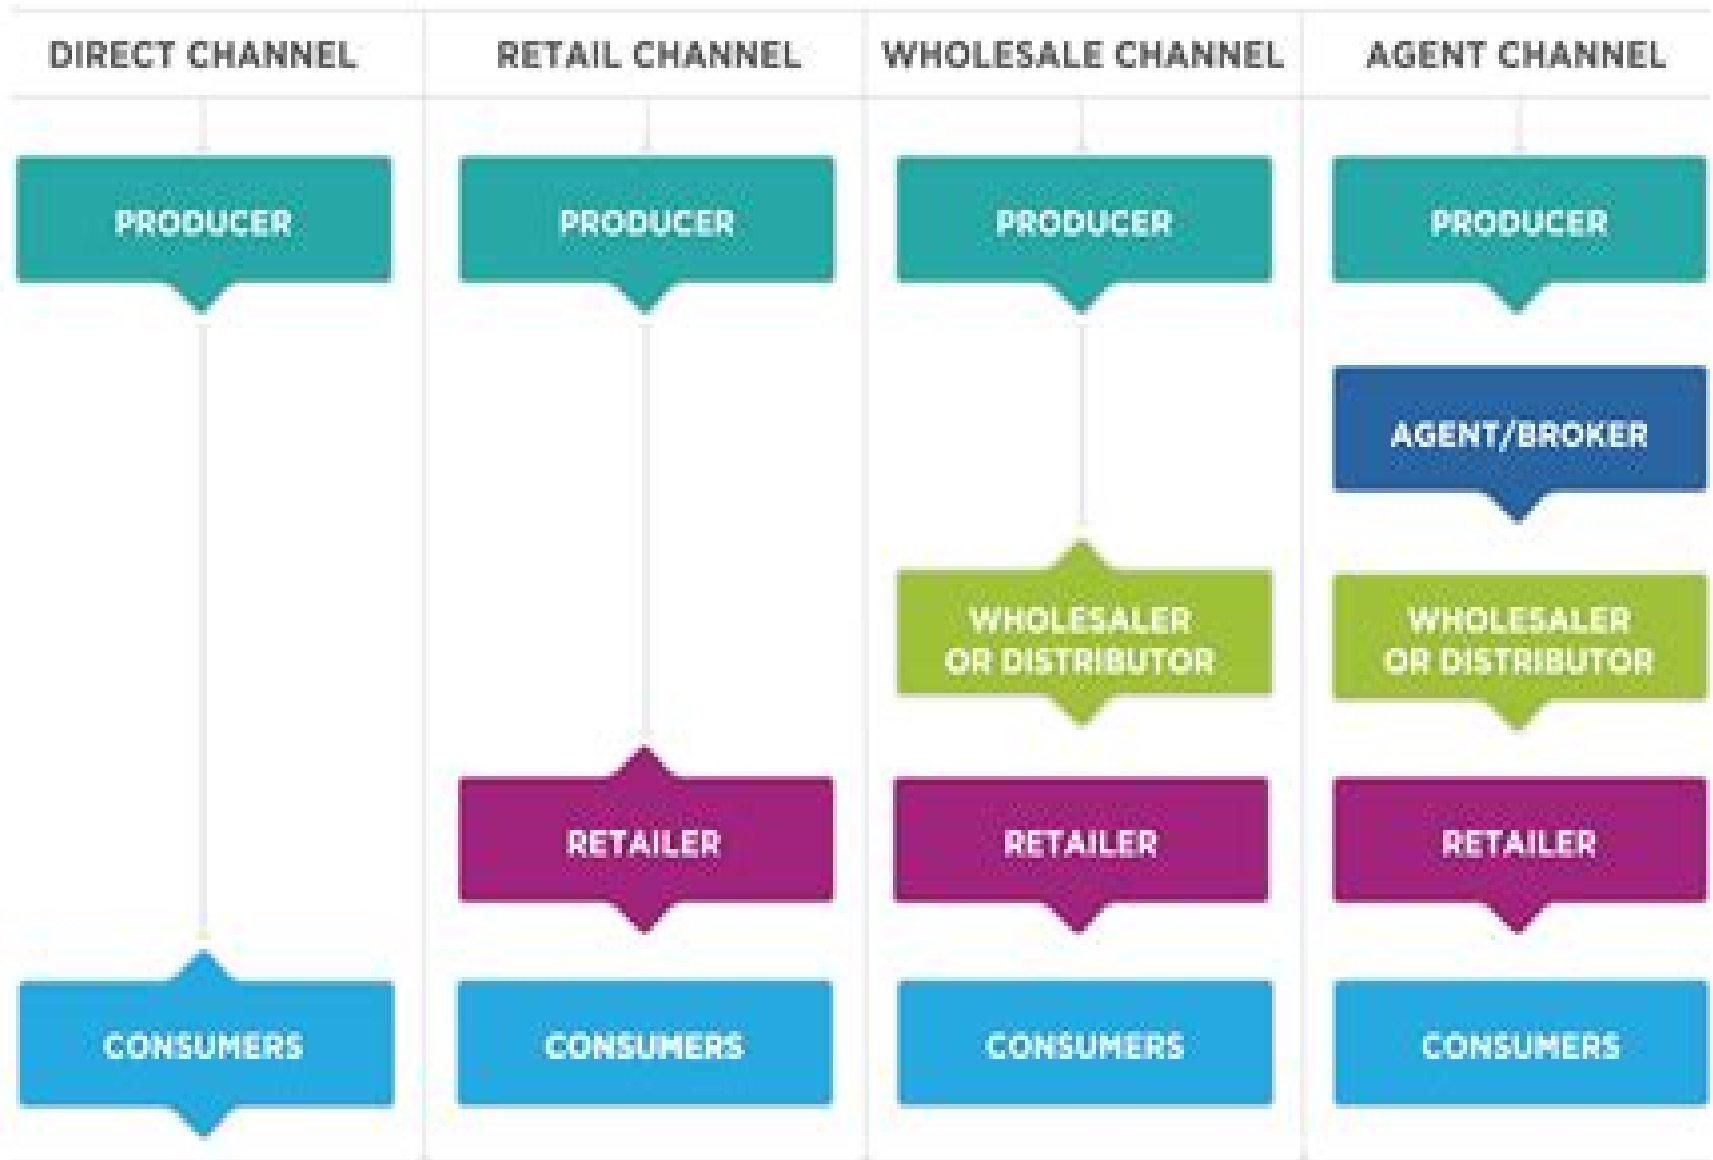 DIRECT CHANNEL
RETAIL CHANNEL
WHOLESALE CHANNEL
AGENT CHANNEL
PRODUCER
PRODUCER
PRODUCER
PRODUCER
AGENT/BROKER
WHOLESALER
OR DISTRIBUTOR
WHOLESALER
OR DISTRIBUTOR
RETAILER
RETAILER
RETAILER
CONSUMERS
CONSUMERS
CONSUMERS
CONSUMERS